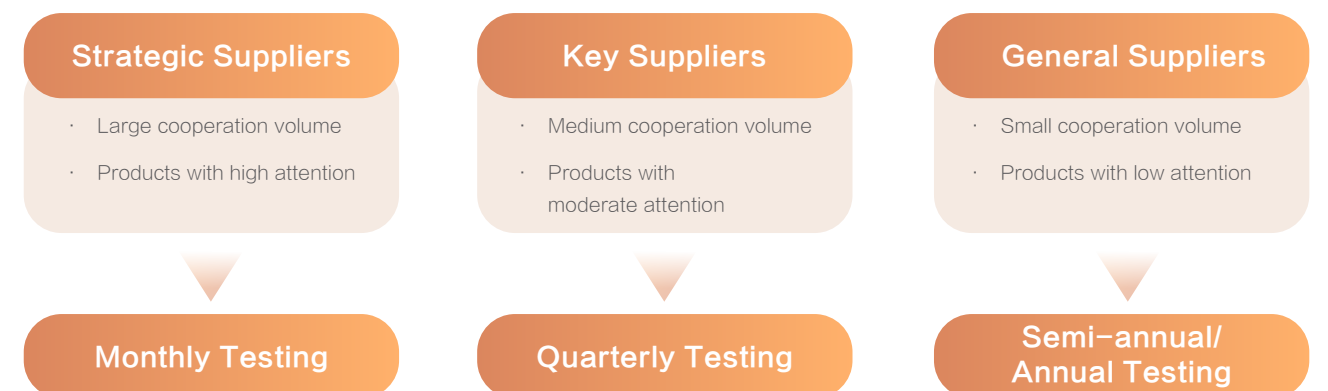 Strategic Suppliers
· Large cooperation volume
· Products with high attention
Monthly Testing
Key Suppliers
· Medium cooperation volume
· Products with
moderate attention
Quarterly Testing
General Suppliers
· Small cooperation volume
· Products with low attention
Semi-annual/
Annual Testing